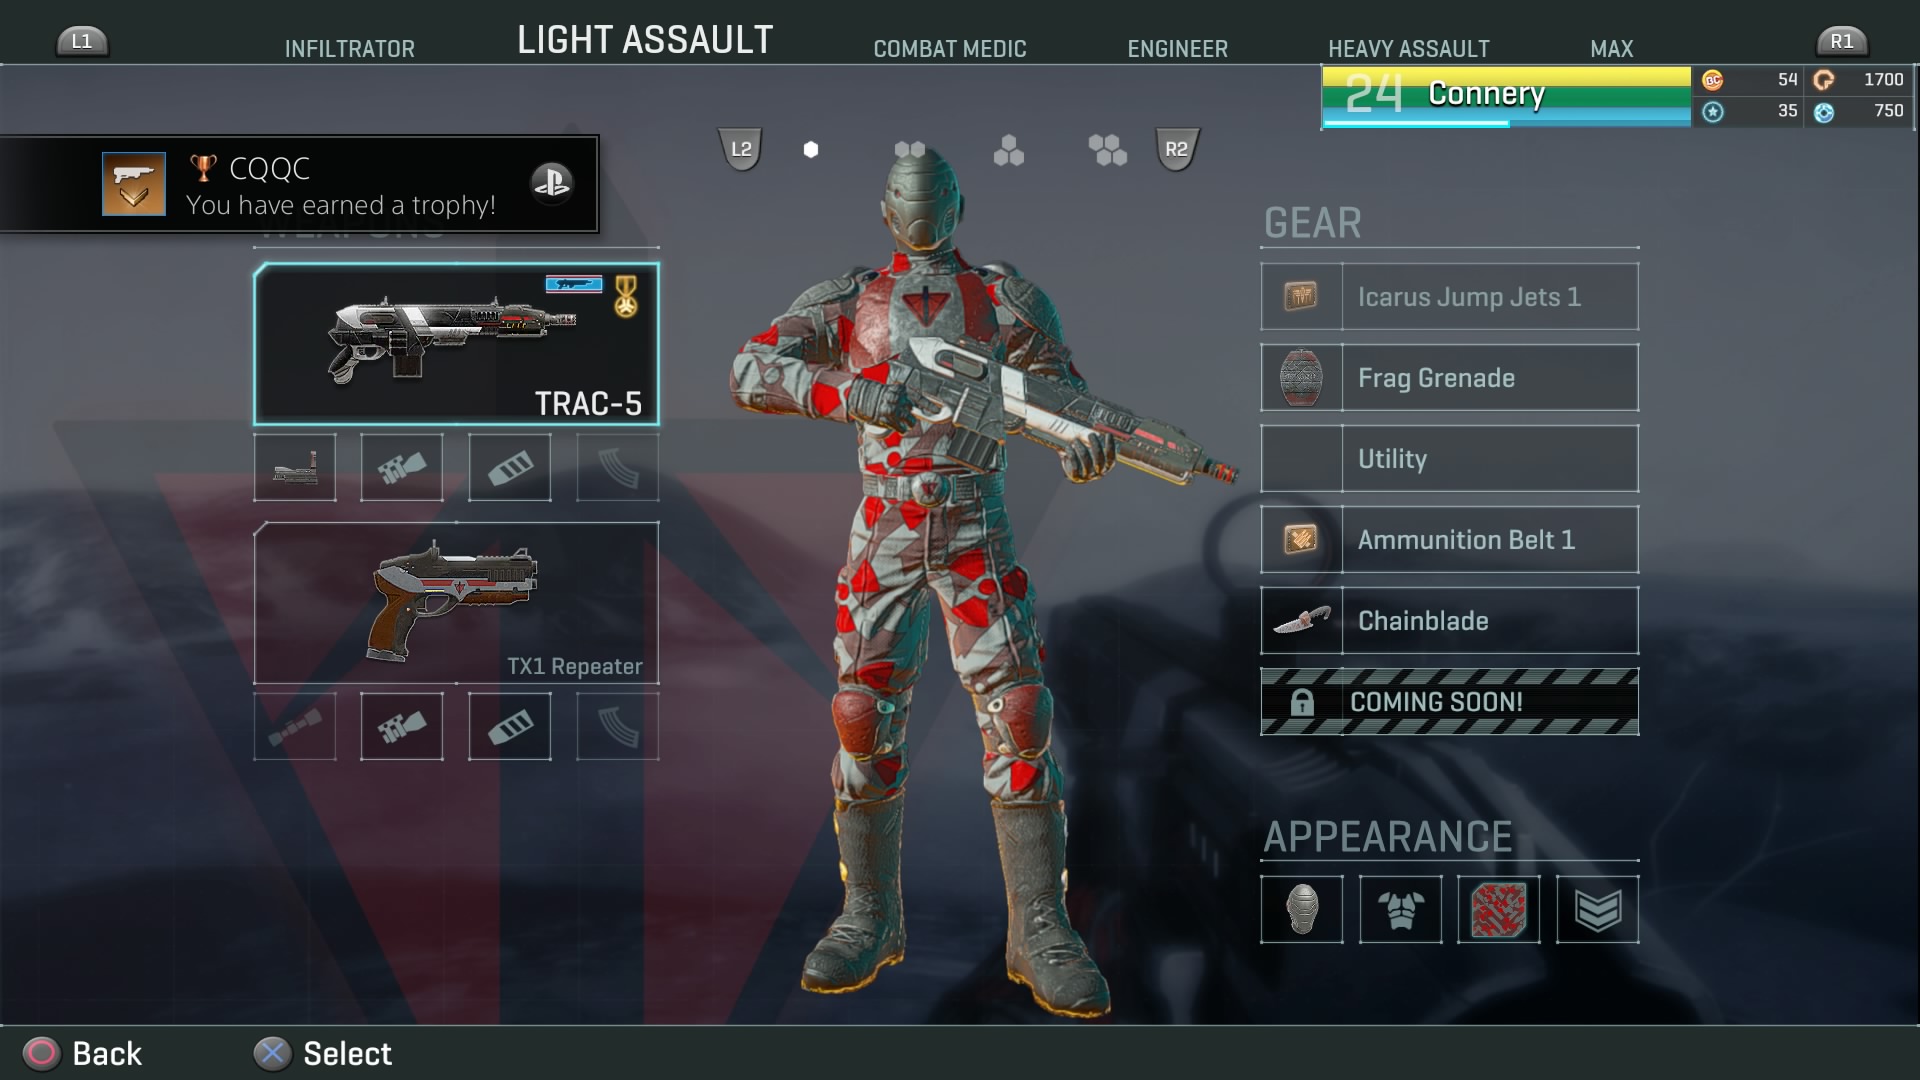 L1
INFILTRATOR
LIGHT ASSAULT
COMBAT MEDIC
ENGINEER
HEAVY ASSAULT
MAX
R1
24 Connery
BC 54
1700
35
750
CQQC
You have earned a trophy!
L2
R2
WEAPONS
TRAC-5
TX1 Repeater
GEAR
Icarus Jump Jets 1
Frag Grenade
Utility
Ammunition Belt 1
Chainblade
COMING SOON!
APPEARANCE
Back
Select